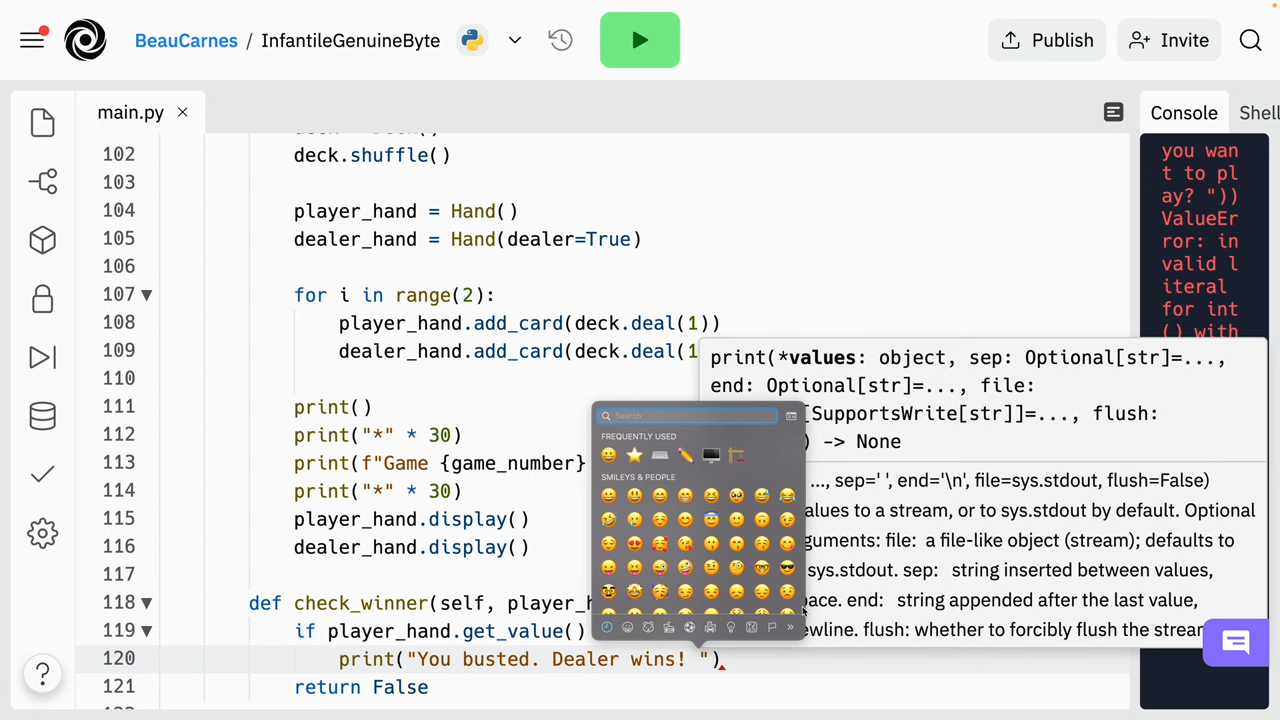 BeauCarnes / InfantileGenuineByte
Publish
Invite
main.py
Console
Shell
102 deck.shuffle()
103
104 player_hand = Hand()
105 dealer_hand = Hand(dealer=True)
106
107 for i in range(2):
108 player_hand.add_card(deck.deal(1))
109 dealer_hand.add_card(deck.deal(1
110
111 print()
112 print("*" * 30)
113 print(f"Game {game_number}
114 print("*" * 30)
115 player_hand.display()
116 dealer_hand.display()
117
118 def check_winner(self, player_h
119 if player_hand.get_value()
120 print("You busted. Dealer wins! ")
121 return False
you wan
t to pl
ay? "))
ValueEr
ror: in
valid l
iteral
for int
() with
print(*values: object, sep: Optional[str]=...,
end: Optional[str]=..., file:
[SupportsWrite[str]]=..., flush:
) -> None
..., sep=' ', end='\n', file=sys.stdout, flush=False)
alues to a stream, or to sys.stdout by default. Optional
guments: file: a file-like object (stream); defaults to
sys.stdout. sep: string inserted between values,
pace. end: string appended after the last value,
ewline. flush: whether to forcibly flush the stream
Search
FREQUENTLY USED
SMILEYS & PEOPLE
?